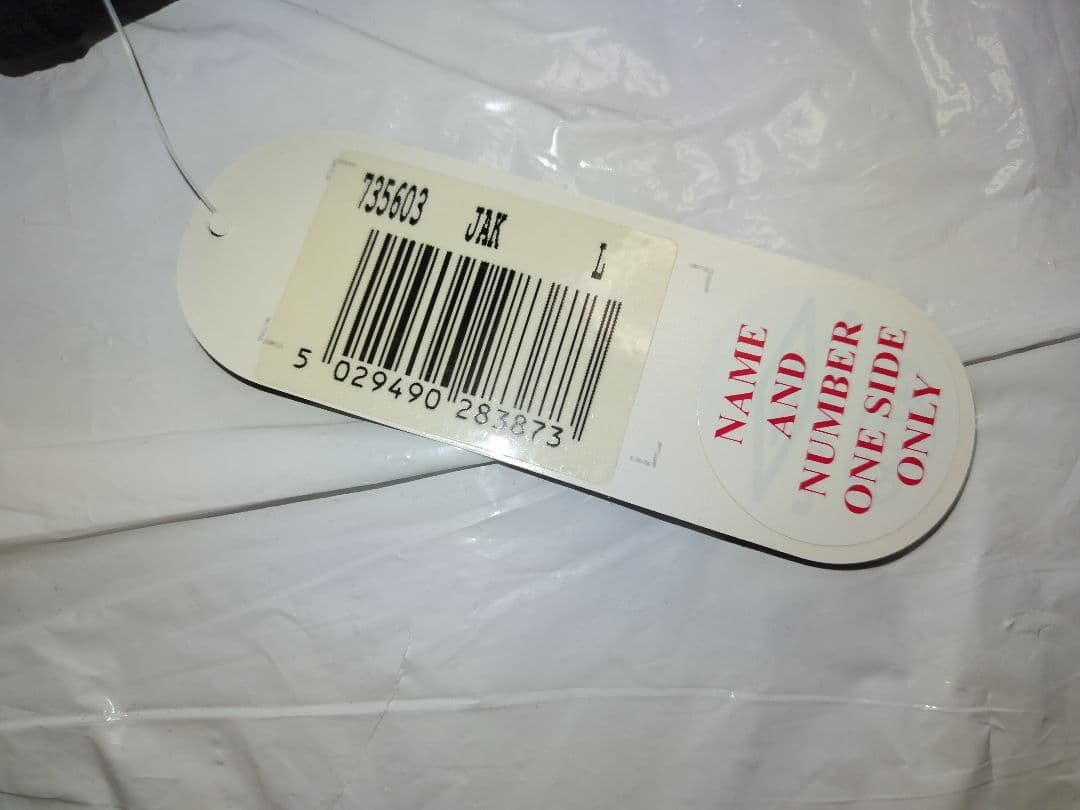 735603 JAK L
5 029490 283873
NAME
AND
NUMBER
ONE SIDE
ONLY